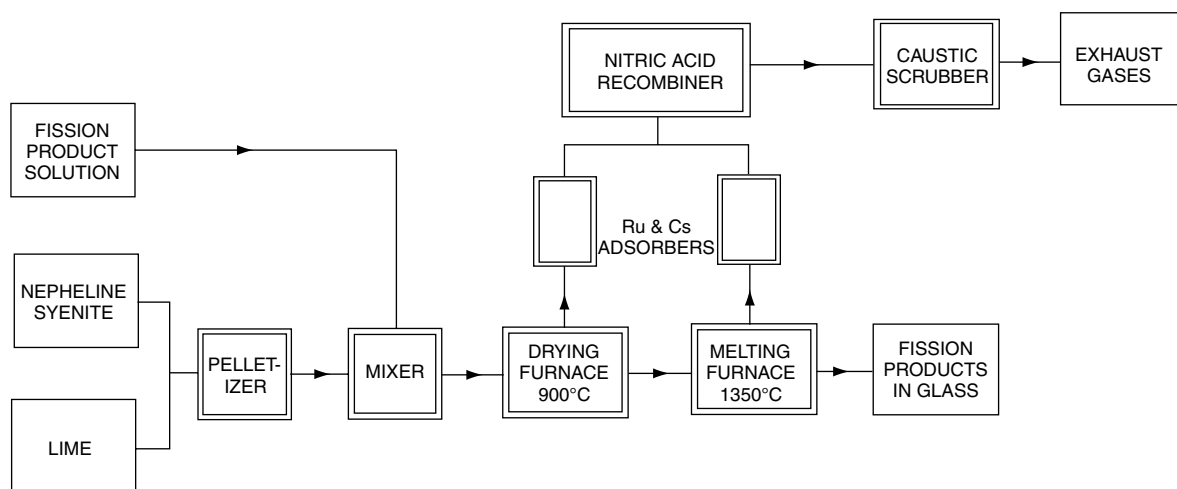 NITRIC ACID
RECOMBINER
CAUSTIC
SCRUBBER
EXHAUST
GASES
FISSION
PRODUCT
SOLUTION
Ru & Cs
ADSORBERS
NEPHELINE
SYENITE
PELLET-
IZER
MIXER
DRYING
FURNACE
900°C
MELTING
FURNACE
1350°C
FISSION
PRODUCTS
IN GLASS
LIME